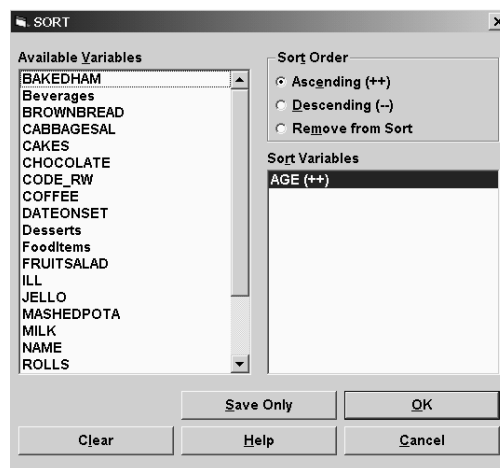 SORT
Available Variables
BAKEDHAM
Beverages
BROWNBREAD
CABBAGESAL
CAKES
CHOCOLATE
CODE_RW
COFFEE
DATEONSET
Desserts
FoodItems
FRUITSALAD
ILL
JELLO
MASHEDPOTA
MILK
NAME
ROLLS
Sort Order
Ascending (++)
Descending (--)
Remove from Sort
Sort Variables
AGE (++)
Save Only
OK
Clear
Help
Cancel